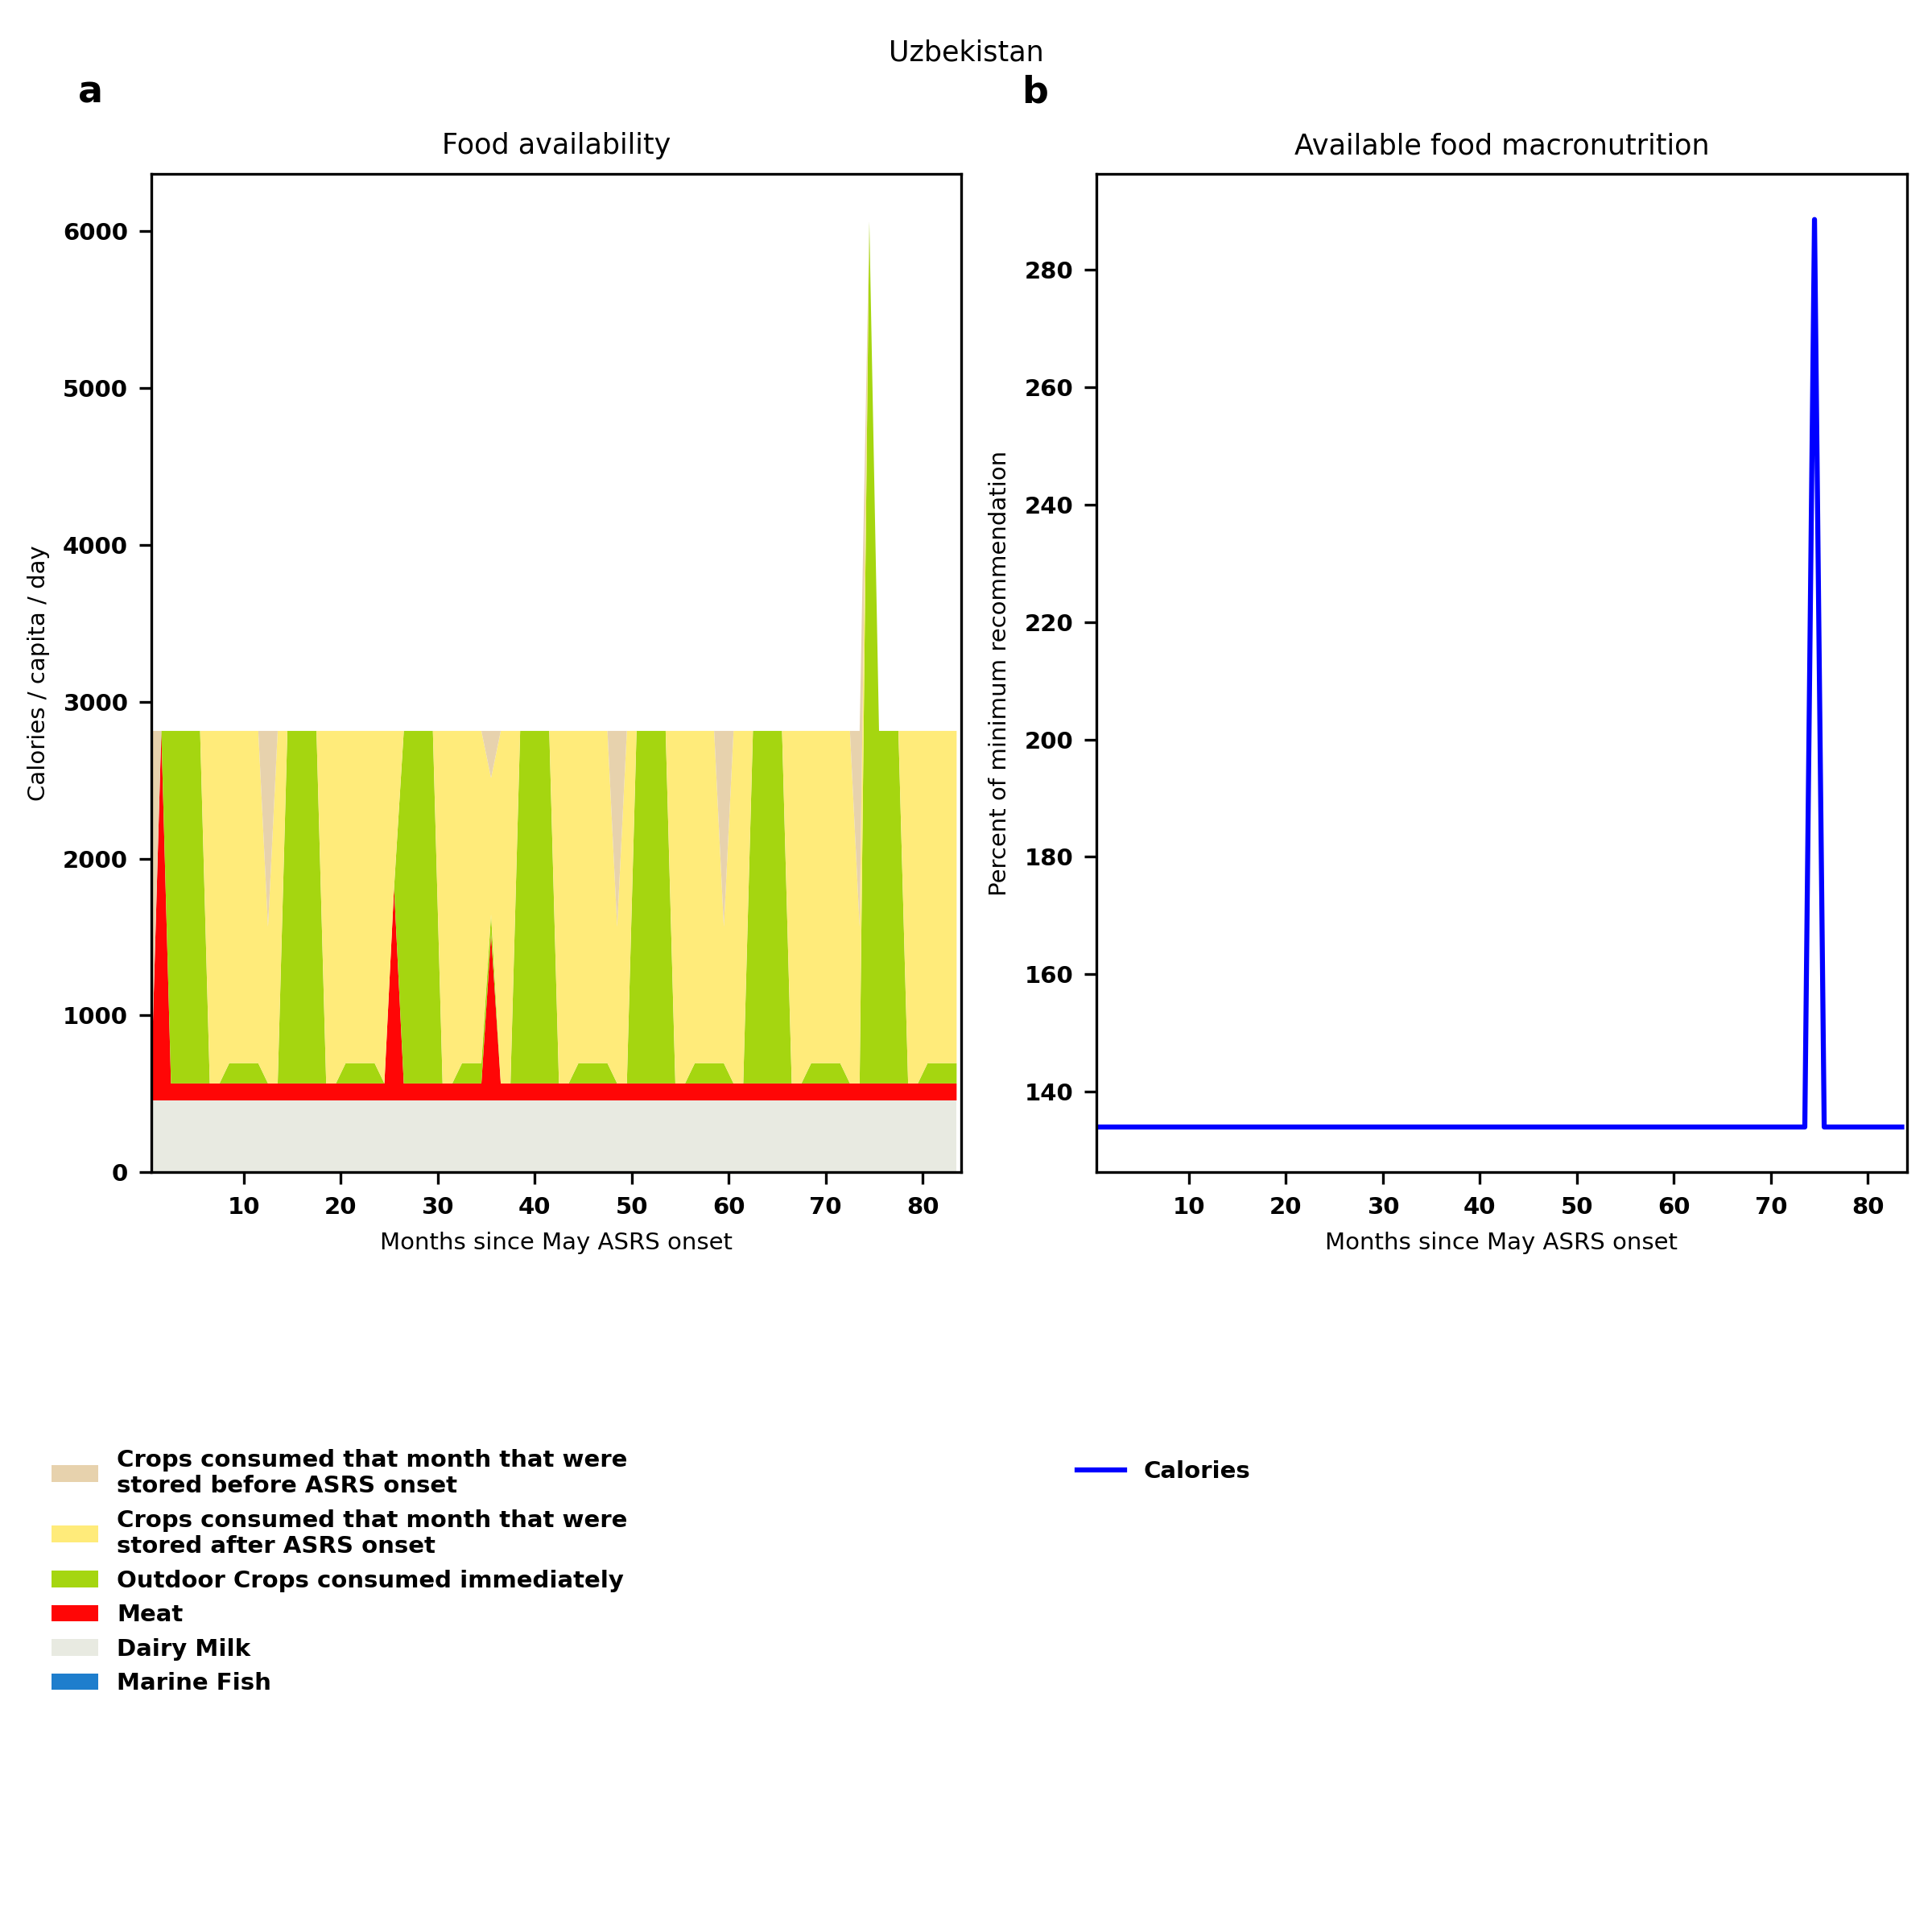 Uzbekistan
a
Food availability
Calories / capita / day
6000
5000
4000
3000
2000
1000
0
10 20 30 40 50 60 70 80
Months since May ASRS onset
b
Available food macronutrition
Percent of minimum recommendation
280
260
240
220
200
180
160
140
10 20 30 40 50 60 70 80
Months since May ASRS onset
Crops consumed that month that were
stored before ASRS onset
Crops consumed that month that were
stored after ASRS onset
Outdoor Crops consumed immediately
Meat
Dairy Milk
Marine Fish
Calories